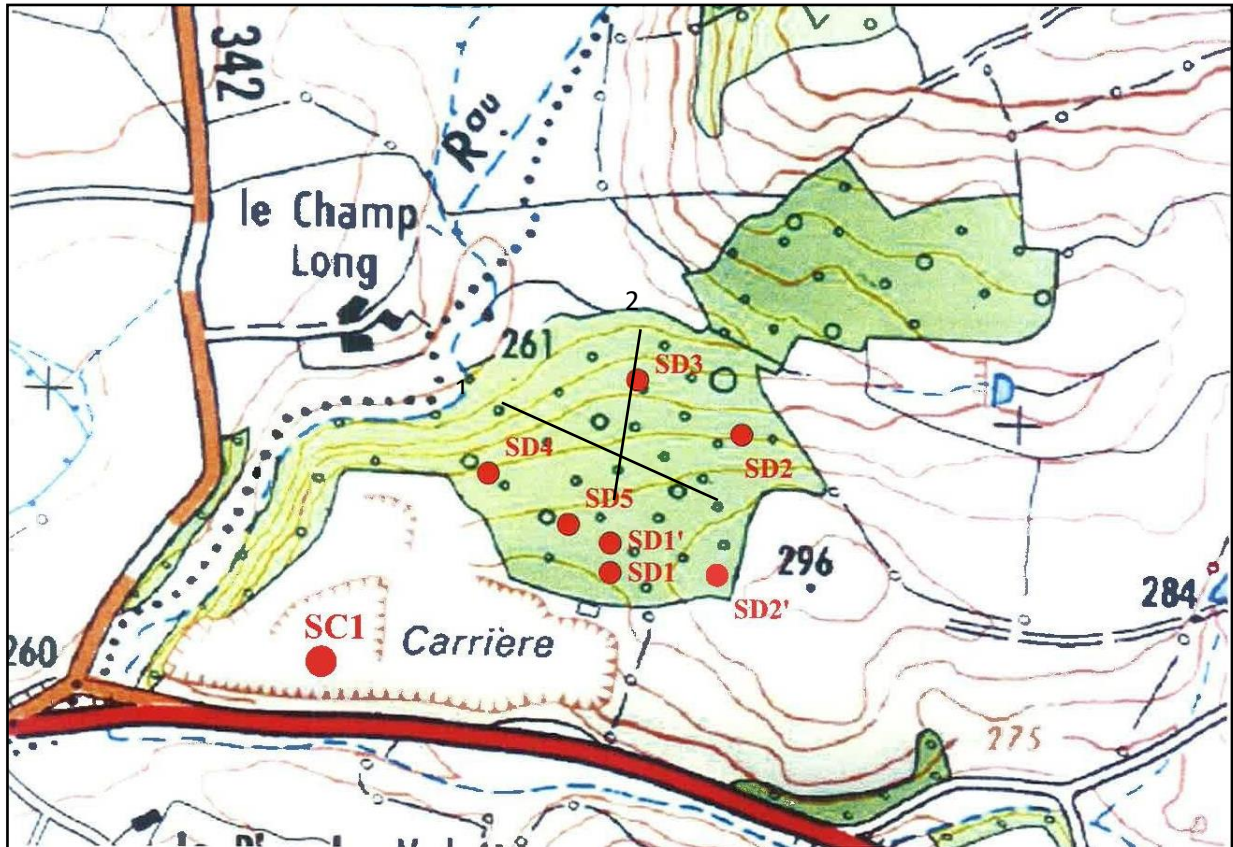 342
Rau
le Champ
Long
2
261
1
SD3
D
SD4
SD2
SD5
SD1'
SD1
296
SD2'
284
SC1
Carrière
260
275